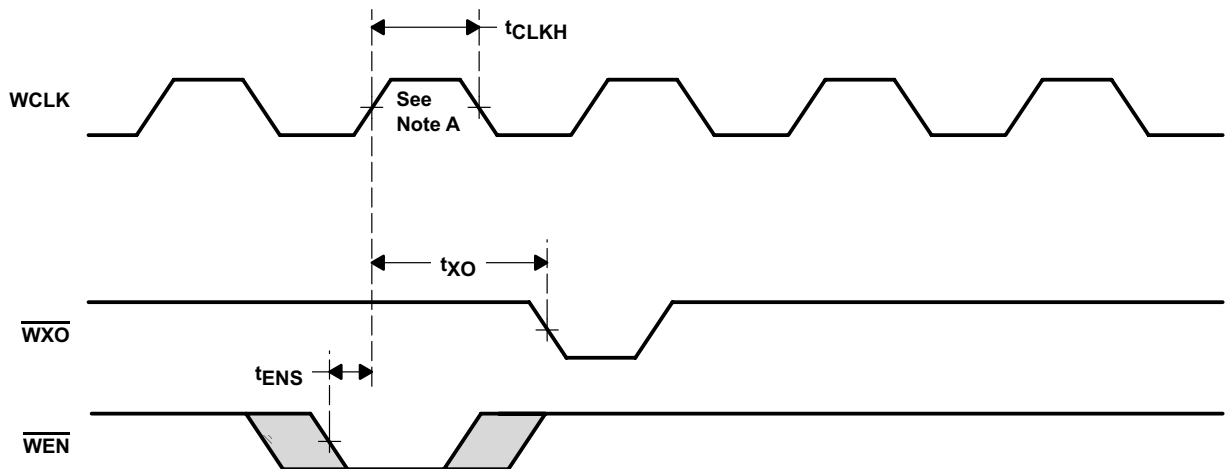 tCLKH
WCLK
See
Note A
tXO
WXO
tENS
WEN